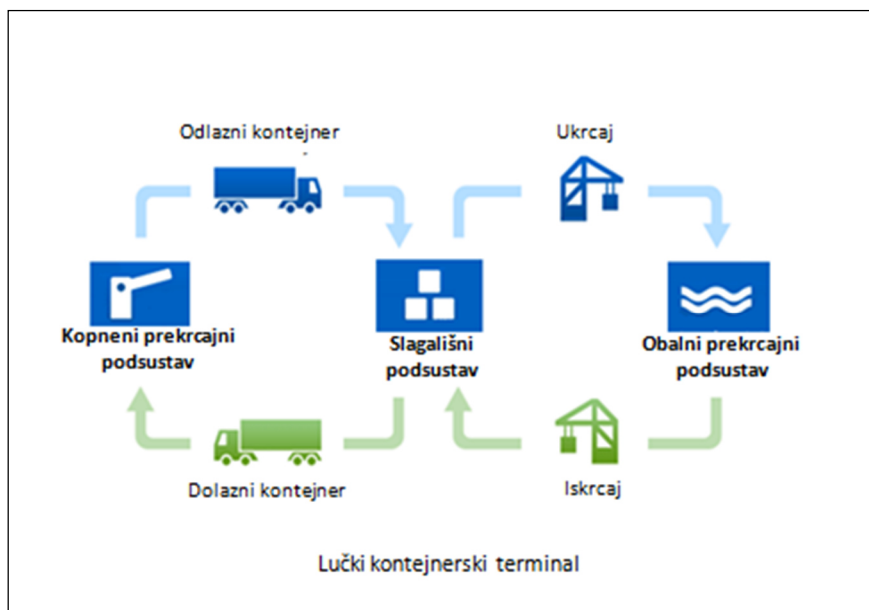 Odlazni kontejner
Ukrcaj
Kopneni prekrcajni
podsustav
Slagališni
podsustav
Obalni prekrcajni
podsustav
Dolazni kontejner
Iskrcaj
Lučki kontejnerski terminal